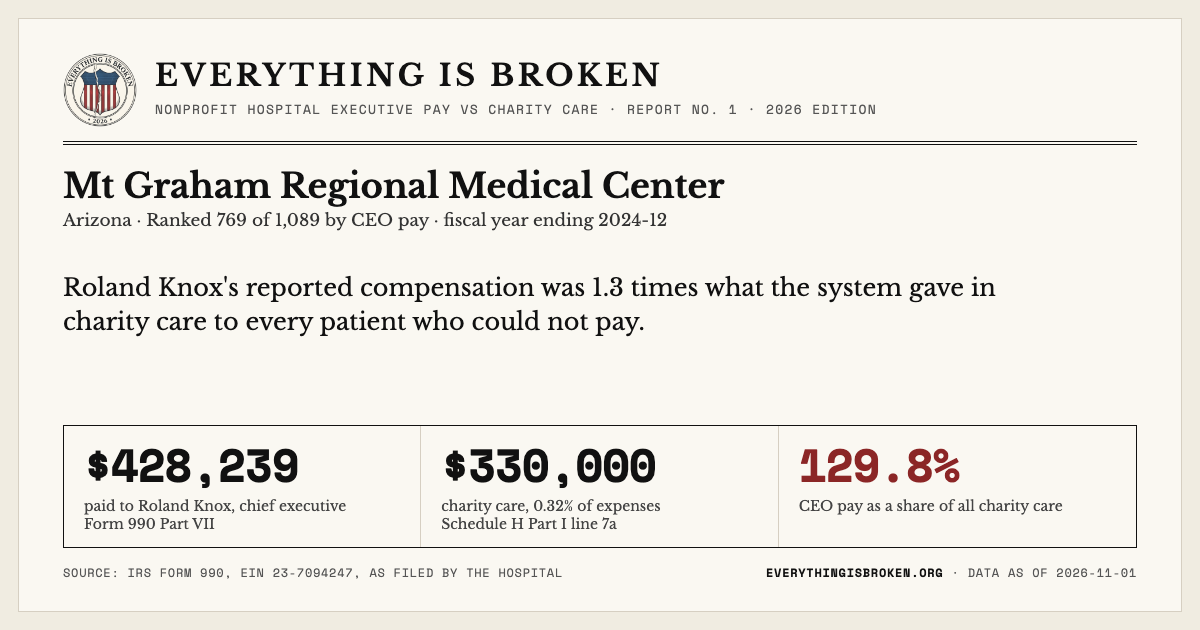 EVERYTHING IS BROKEN
· 2026 ·
EVERYTHING IS BROKEN
NONPROFIT HOSPITAL EXECUTIVE PAY VS CHARITY CARE · REPORT NO. 1 · 2026 EDITION
Mt Graham Regional Medical Center
Arizona · Ranked 769 of 1,089 by CEO pay · fiscal year ending 2024-12
Roland Knox's reported compensation was 1.3 times what the system gave in
charity care to every patient who could not pay.
$428,239
paid to Roland Knox, chief executive
Form 990 Part VII
$330,000
charity care, 0.32% of expenses
Schedule H Part I line 7a
129.8%
CEO pay as a share of all charity care
SOURCE: IRS FORM 990, EIN 23-7094247, AS FILED BY THE HOSPITAL
EVERYTHINGISBROKEN.ORG · DATA AS OF 2026-11-01